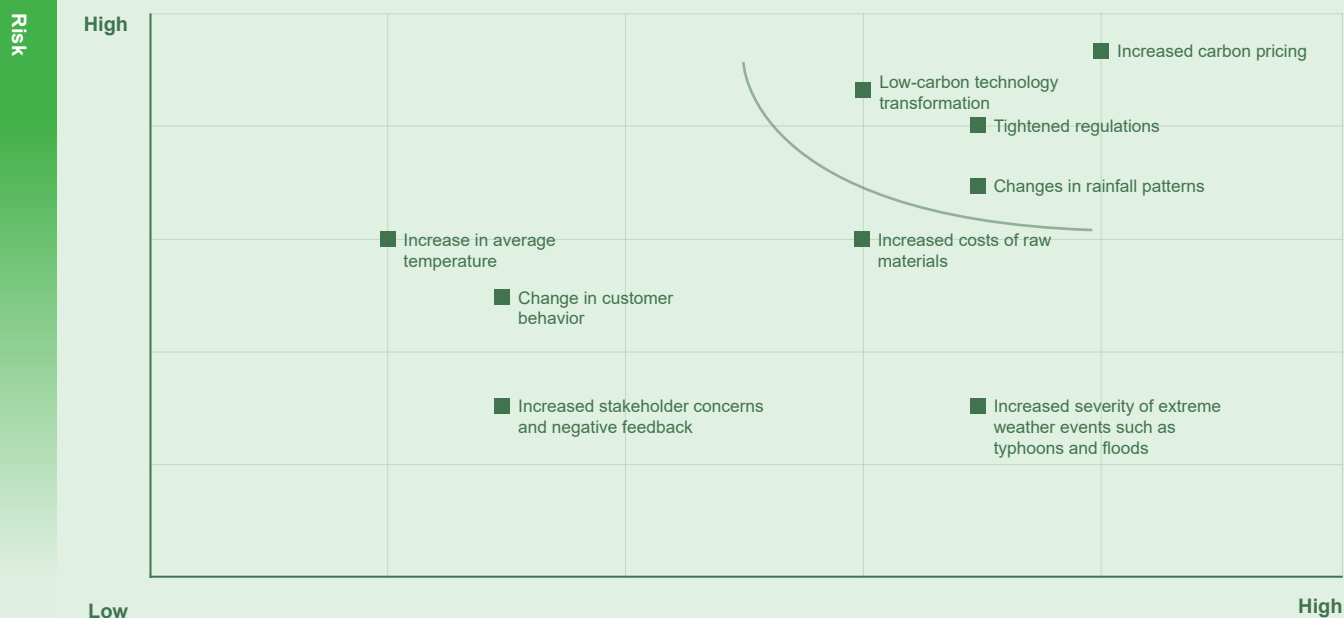 Risk
High
Increased carbon pricing
Low-carbon technology
transformation
Tightened regulations
Changes in rainfall patterns
Increase in average
temperature
Increased costs of raw
materials
Change in customer
behavior
Increased stakeholder concerns
and negative feedback
Increased severity of extreme
weather events such as
typhoons and floods
Low
High